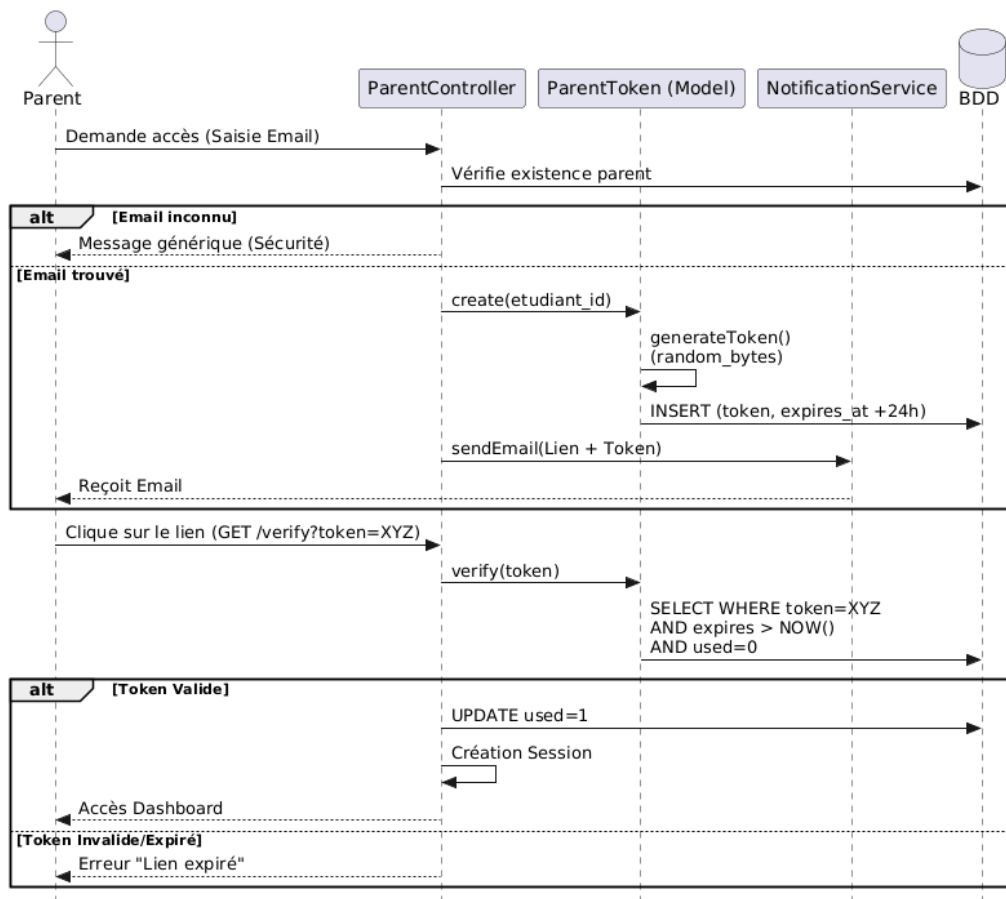 Parent
ParentController
ParentToken (Model)
NotificationService
BDD
Demande accès (Saisie Email)
Vérifie existence parent
alt
[Email inconnu]
Message générique (Sécurité)
[Email trouvé]
create(etudiant_id)
generateToken()
(random_bytes)
INSERT (token, expires_at +24h)
sendEmail(Lien + Token)
Reçoit Email
Clique sur le lien (GET /verify?token=XYZ)
verify(token)
SELECT WHERE token=XYZ
AND expires > NOW()
AND used=0
alt
[Token Valide]
UPDATE used=1
Création Session
Accès Dashboard
[Token Invalide/Expiré]
Erreur "Lien expiré"